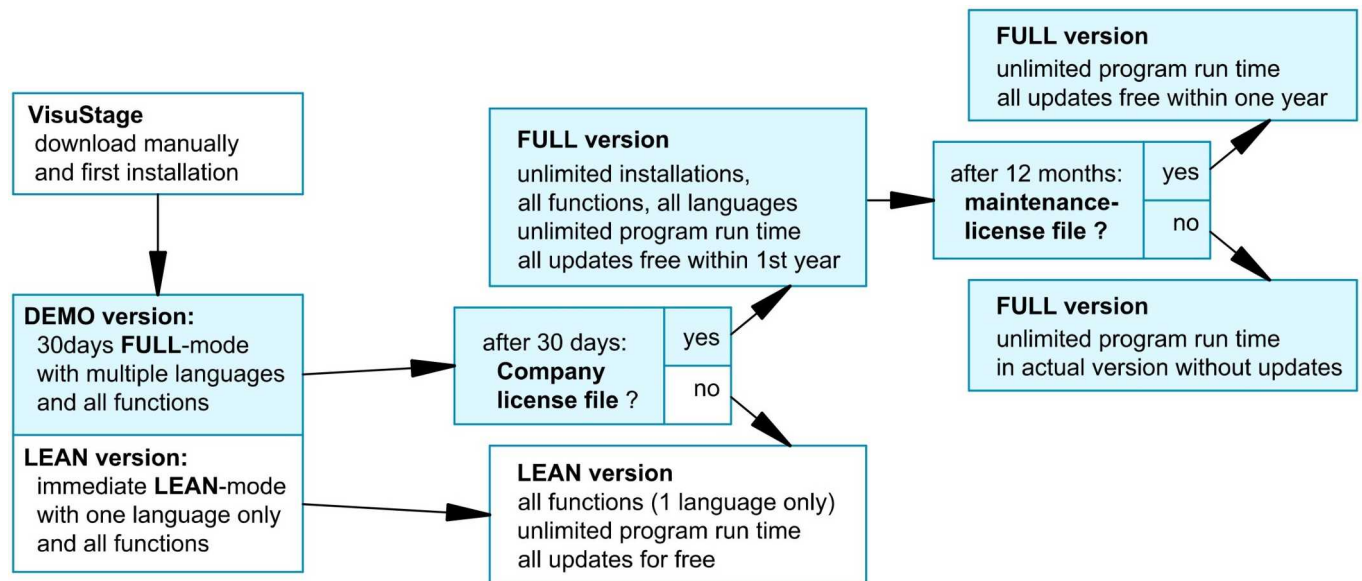 VisuStage
download manually
and first installation
DEMO version:
30days FULL-mode
with multiple languages
and all functions
LEAN version:
immediate LEAN-mode
with one language only
and all functions
after 30 days:
Company
license file ?
yes
no
FULL version
unlimited installations,
all functions, all languages
unlimited program run time
all updates free within 1st year
LEAN version
all functions (1 language only)
unlimited program run time
all updates for free
after 12 months:
maintenance-
license file ?
yes
no
FULL version
unlimited program run time
all updates free within one year
FULL version
unlimited program run time
in actual version without updates